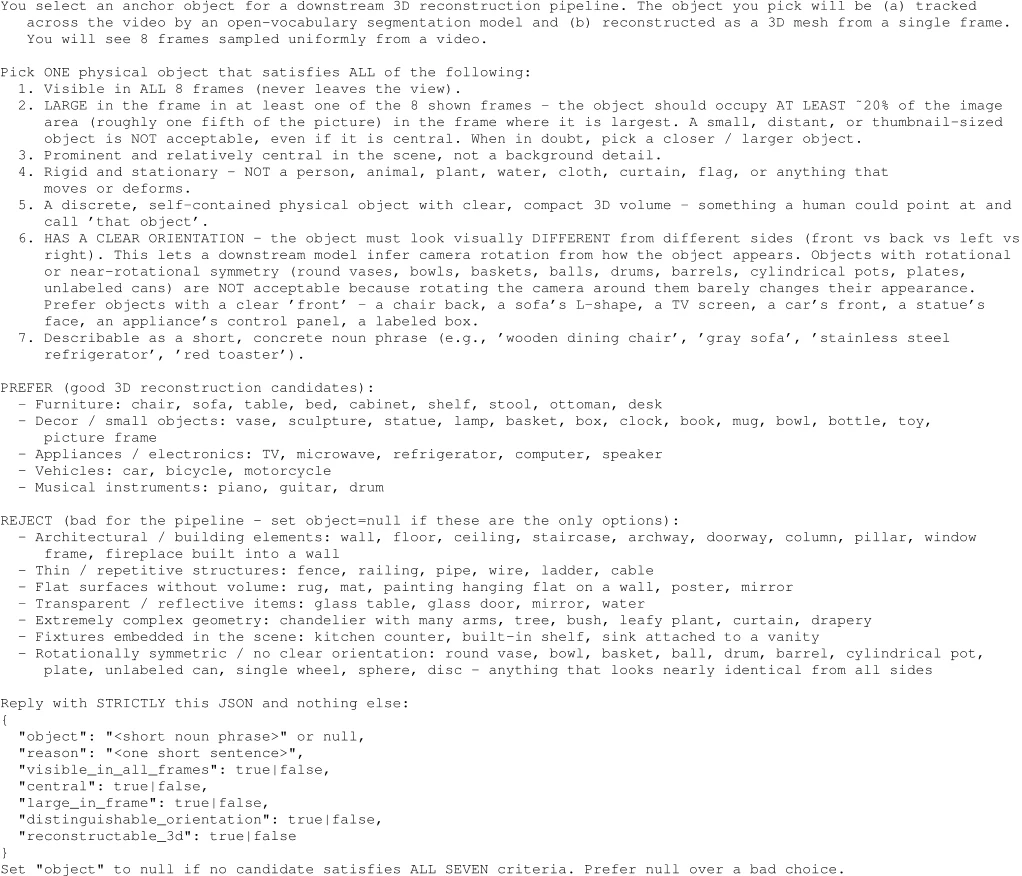 You select an anchor object for a downstream 3D reconstruction pipeline. The object you pick will be (a) tracked
across the video by an open-vocabulary segmentation model and (b) reconstructed as a 3D mesh from a single frame.
You will see 8 frames sampled uniformly from a video.

Pick ONE physical object that satisfies ALL of the following:
1. Visible in ALL 8 frames (never leaves the view).
2. LARGE in the frame in at least one of the 8 shown frames – the object should occupy AT LEAST ~20% of the image
area (roughly one fifth of the picture) in the frame where it is largest. A small, distant, or thumbnail-sized
object is NOT acceptable, even if it is central. When in doubt, pick a closer / larger object.
3. Prominent and relatively central in the scene, not a background detail.
4. Rigid and stationary – NOT a person, animal, plant, water, cloth, curtain, flag, or anything that
moves or deforms.
5. A discrete, self-contained physical object with clear, compact 3D volume – something a human could point at and
call 'that object'.
6. HAS A CLEAR ORIENTATION – the object must look visually DIFFERENT from different sides (front vs back vs left vs
right). This lets a downstream model infer camera rotation from how the object appears. Objects with rotational
or near-rotational symmetry (round vases, bowls, baskets, balls, drums, barrels, cylindrical pots, plates,
unlabeled cans) are NOT acceptable because rotating the camera around them barely changes their appearance.
Prefer objects with a clear 'front' – a chair back, a sofa's L-shape, a TV screen, a car's front, a statue's
face, an appliance's control panel, a labeled box.
7. Describable as a short, concrete noun phrase (e.g., 'wooden dining chair', 'gray sofa', 'stainless steel
refrigerator', 'red toaster').

PREFER (good 3D reconstruction candidates):
– Furniture: chair, sofa, table, bed, cabinet, shelf, stool, ottoman, desk
– Decor / small objects: vase, sculpture, statue, lamp, basket, box, clock, book, mug, bowl, bottle, toy,
picture frame
– Appliances / electronics: TV, microwave, refrigerator, computer, speaker
– Vehicles: car, bicycle, motorcycle
– Musical instruments: piano, guitar, drum

REJECT (bad for the pipeline – set object=null if these are the only options):
– Architectural / building elements: wall, floor, ceiling, staircase, archway, doorway, column, pillar, window
frame, fireplace built into a wall
– Thin / repetitive structures: fence, railing, pipe, wire, ladder, cable
– Flat surfaces without volume: rug, mat, painting hanging flat on a wall, poster, mirror
– Transparent / reflective items: glass table, glass door, mirror, water
– Extremely complex geometry: chandelier with many arms, tree, bush, leafy plant, curtain, drapery
– Fixtures embedded in the scene: kitchen counter, built-in shelf, sink attached to a vanity
– Rotationally symmetric / no clear orientation: round vase, bowl, basket, ball, drum, barrel, cylindrical pot,
plate, unlabeled can, single wheel, sphere, disc – anything that looks nearly identical from all sides

Reply with STRICTLY this JSON and nothing else:
{
"object": "<short noun phrase>" or null,
"reason": "<one short sentence>",
"visible_in_all_frames": true|false,
"central": true|false,
"large_in_frame": true|false,
"distinguishable_orientation": true|false,
"reconstructable_3d": true|false
}
Set "object" to null if no candidate satisfies ALL SEVEN criteria. Prefer null over a bad choice.